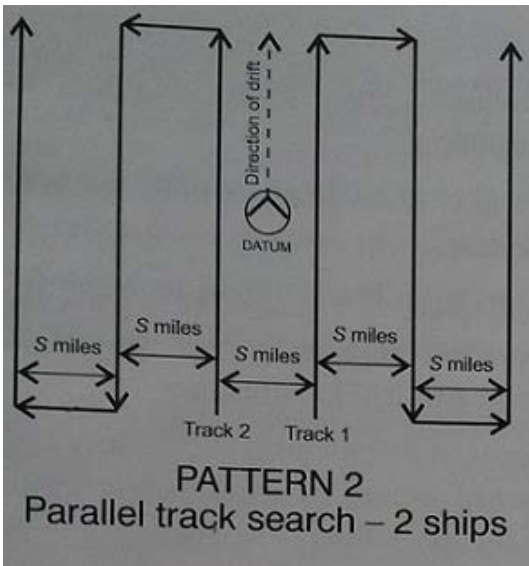 Direction of drift
DATUM
S miles
S miles
S miles
S miles
S miles
Track 2
Track 1
PATTERN 2
Parallel track search – 2 ships